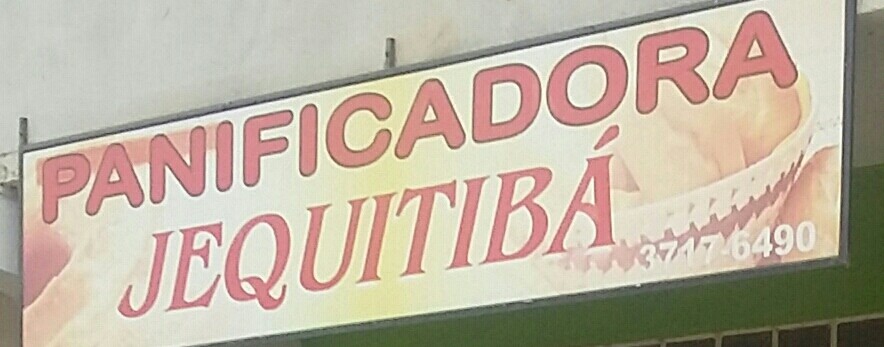 PANIFICADORA
JEQUITIBÁ
3717-6490